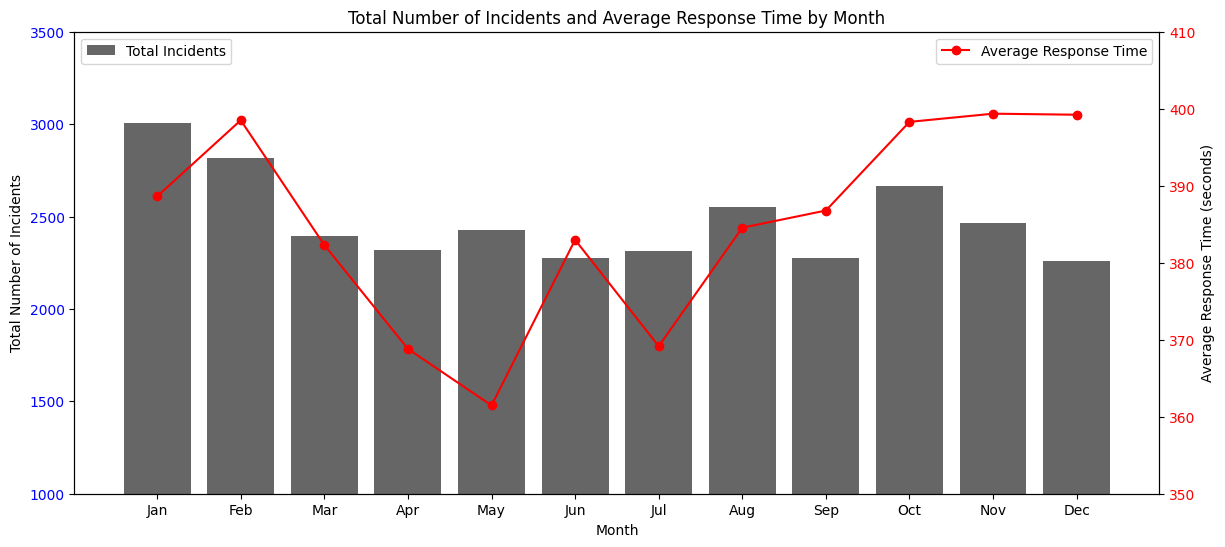 Total Number of Incidents and Average Response Time by Month
Total Incidents
Average Response Time
Total Number of Incidents
3500
3000
2500
2000
1500
1000
410
400
390
380
370
360
350
Average Response Time (seconds)
Jan Feb Mar Apr May Jun Jul Aug Sep Oct Nov Dec
Month